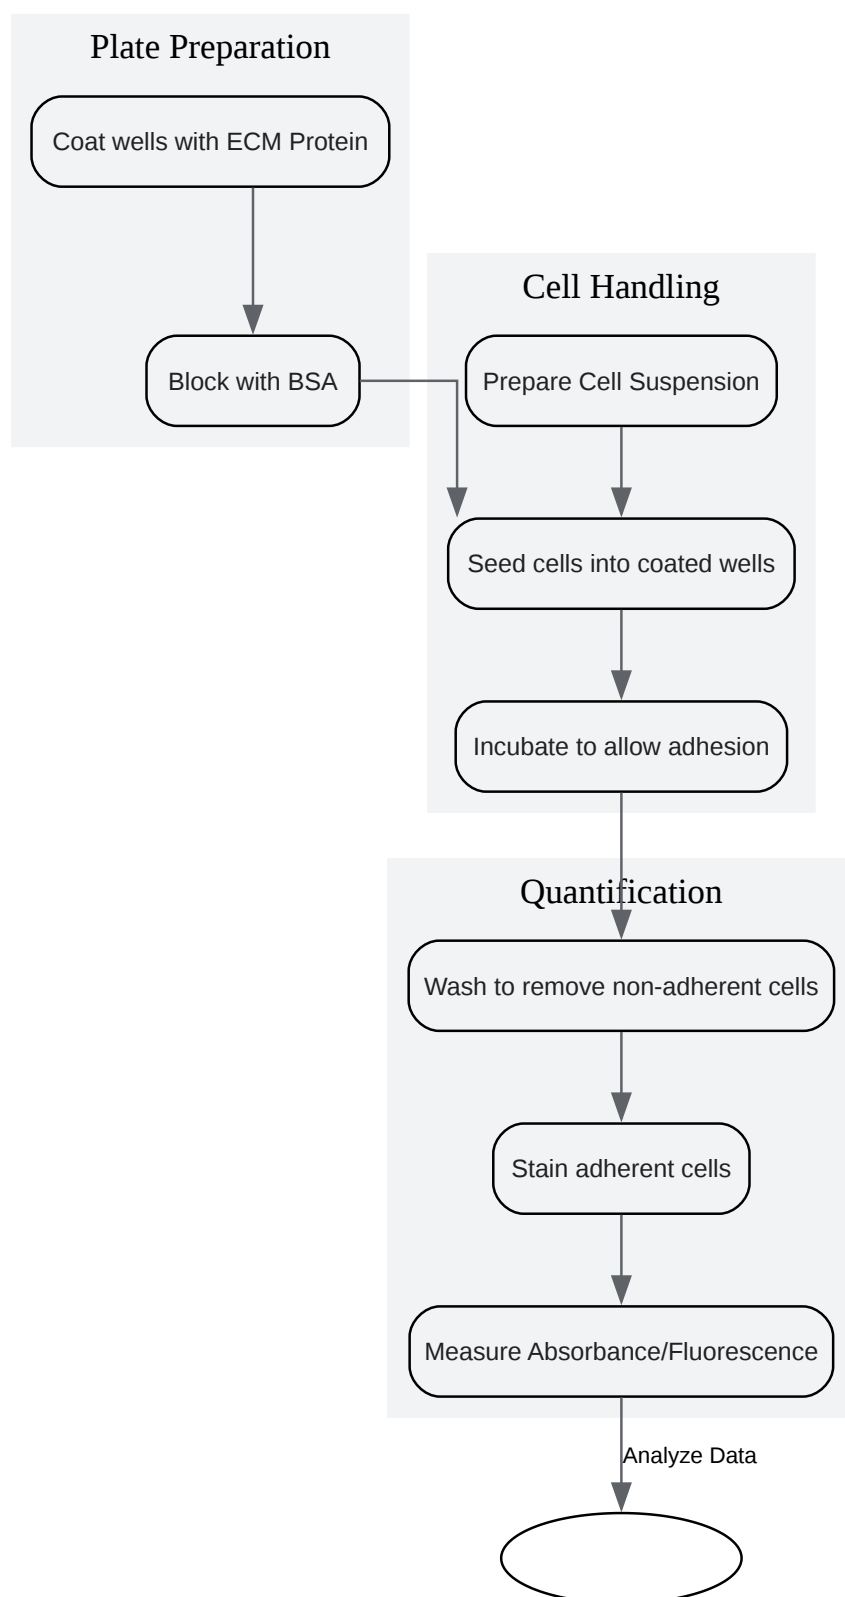 Plate Preparation
Coat wells with ECM Protein
Block with BSA
Cell Handling
Prepare Cell Suspension
Seed cells into coated wells
Incubate to allow adhesion
Quantification
Wash to remove non-adherent cells
Stain adherent cells
Measure Absorbance/Fluorescence
Analyze Data